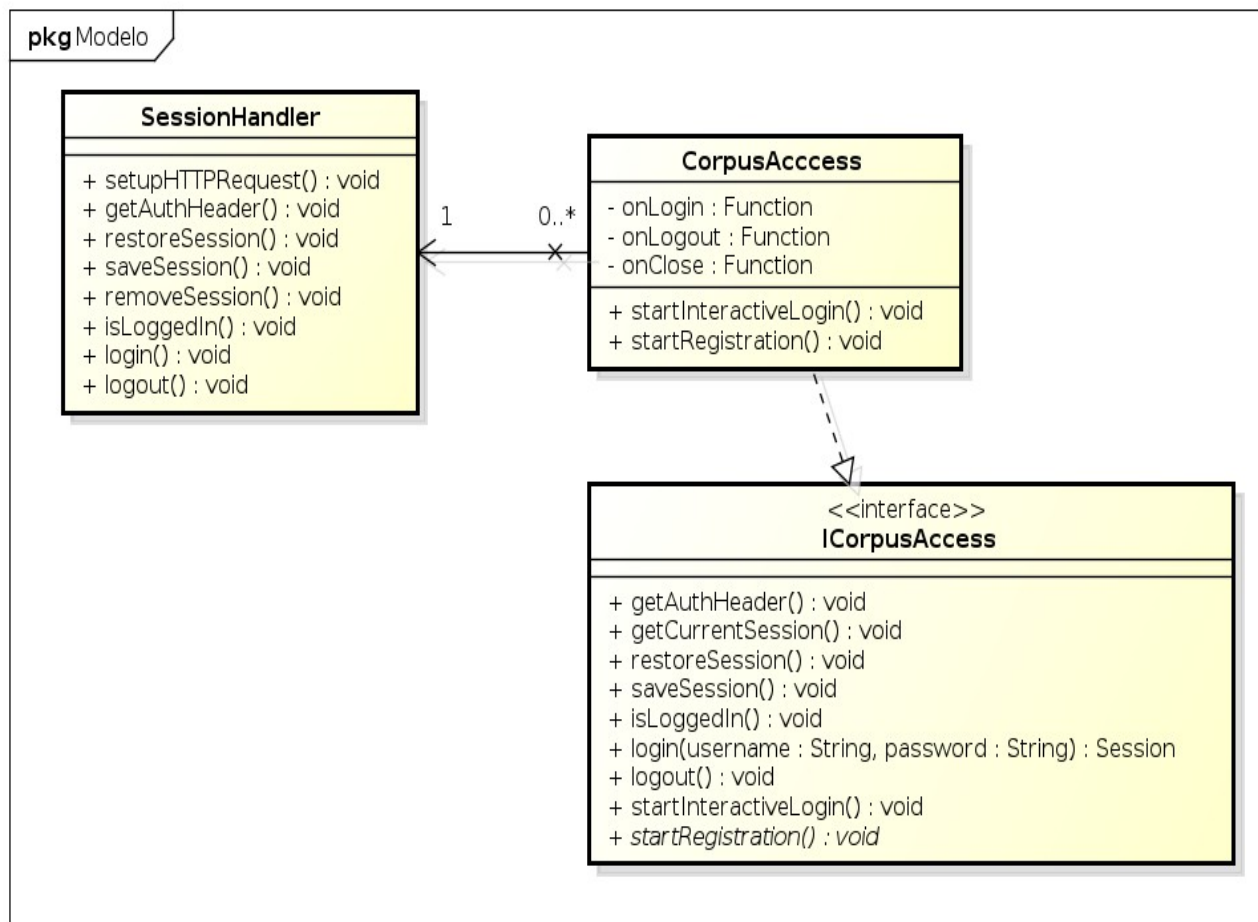 pkg Modelo
SessionHandler
+ setupHTTPRequest() : void
+ getAuthHeader() : void
+ restoreSession() : void
+ saveSession() : void
+ removeSession() : void
+ isLoggedIn() : void
+ login() : void
+ logout() : void
1
0..*
CorpusAcccess
- onLogin : Function
- onLogout : Function
- onClose : Function
+ startInteractiveLogin() : void
+ startRegistration() : void
<<interface>>
ICorpusAccess
+ getAuthHeader() : void
+ getCurrentSession() : void
+ restoreSession() : void
+ saveSession() : void
+ isLoggedIn() : void
+ login(username : String, password : String) : Session
+ logout() : void
+ startInteractiveLogin() : void
+ startRegistration() : void